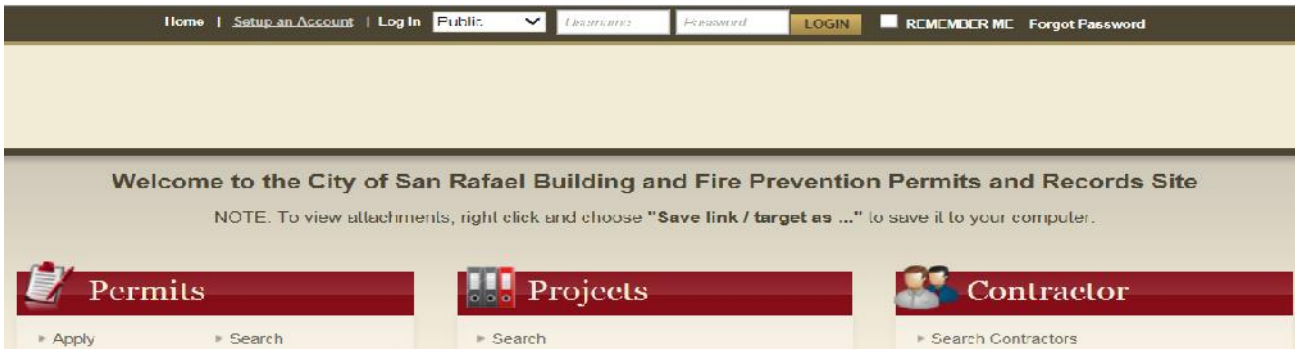 Home | Setup an Account | Log In Public Username Password LOGIN REMEMBER ME Forgot Password
Welcome to the City of San Rafael Building and Fire Prevention Permits and Records Site
NOTE: To view attachments, right click and choose "Save link / target as ..." to save it to your computer.
Permits Projects Contractor
Apply Search Search Search Contractors